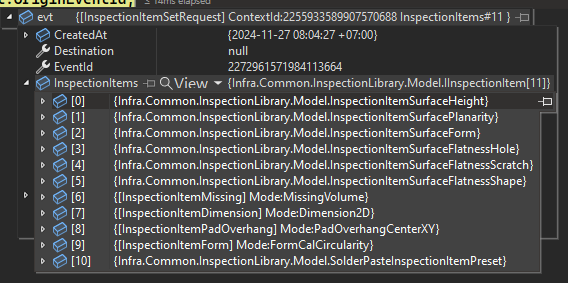 14ms elapsed
evt {[InspectionItemSetRequest] ContextId:2255933589907570688 InspectionItems#11 }
CreatedAt {2024-11-27 08:04:27 +07:00}
Destination null
EventId 2272961571984113664
InspectionItems View {Infra.Common.InspectionLibrary.Model.IInspectionItem[11]}
[0] {Infra.Common.InspectionLibrary.Model.InspectionItemSurfaceHeight}
[1] {Infra.Common.InspectionLibrary.Model.InspectionItemSurfacePlanarity}
[2] {Infra.Common.InspectionLibrary.Model.InspectionItemSurfaceForm}
[3] {Infra.Common.InspectionLibrary.Model.InspectionItemSurfaceFlatnessHole}
[4] {Infra.Common.InspectionLibrary.Model.InspectionItemSurfaceFlatnessScratch}
[5] {Infra.Common.InspectionLibrary.Model.InspectionItemSurfaceFlatnessShape}
[6] {[InspectionItemMissing] Mode:MissingVolume}
[7] {[InspectionItemDimension] Mode:Dimension2D}
[8] {[InspectionItemPadOverhang] Mode:PadOverhangCenterXY}
[9] {[InspectionItemForm] Mode:FormCalCircularity}
[10] {Infra.Common.InspectionLibrary.Model.SolderPasteInspectionItemPreset}